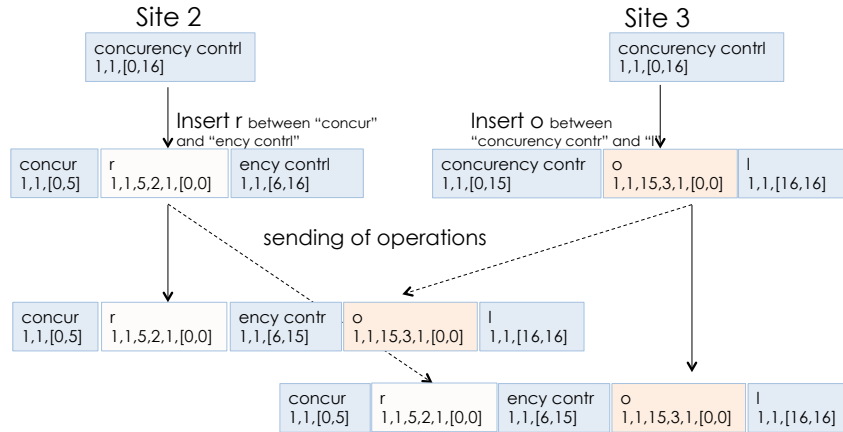 Site 2
Site 3
concurency contrl
1,1,[0,16]
concurency contrl
1,1,[0,16]
Insert r between “concur”
and “ency contrl”
Insert o between
“concurency contr” and “l”
concur
1,1,[0,5]
r
1,1,5,2,1,[0,0]
ency contrl
1,1,[6,16]
concurency contr
1,1,[0,15]
o
1,1,15,3,1,[0,0]
l
1,1,[16,16]
sending of operations
concur
1,1,[0,5]
r
1,1,5,2,1,[0,0]
ency contr
1,1,[6,15]
o
1,1,15,3,1,[0,0]
l
1,1,[16,16]
concur
1,1,[0,5]
r
1,1,5,2,1,[0,0]
ency contr
1,1,[6,15]
o
1,1,15,3,1,[0,0]
l
1,1,[16,16]